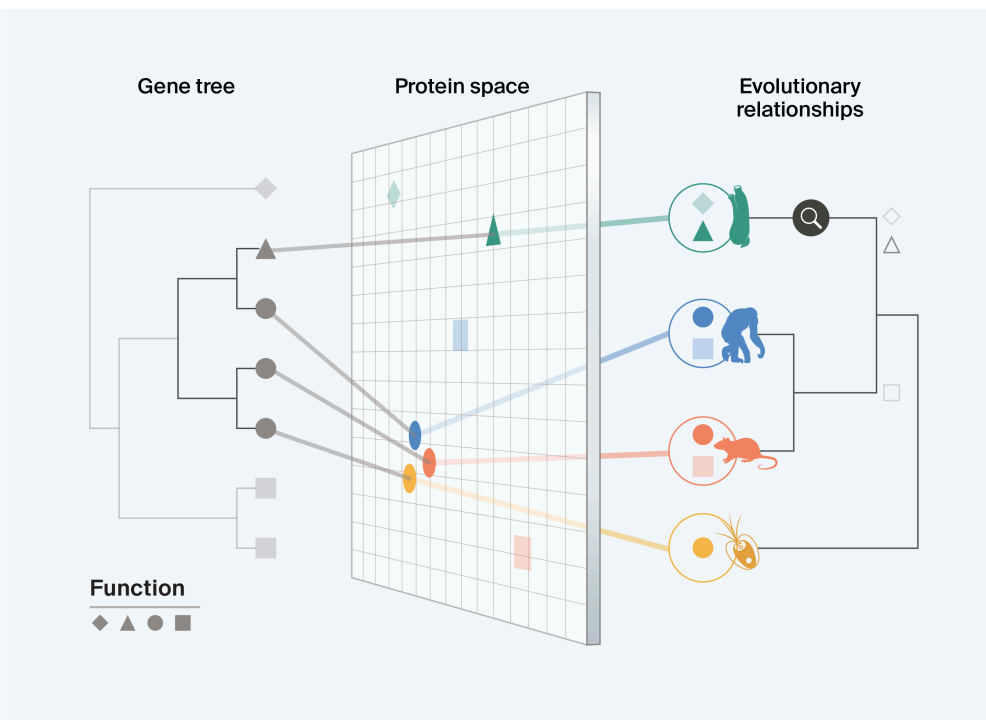 Gene tree
Protein space
Evolutionary
relationships
Function